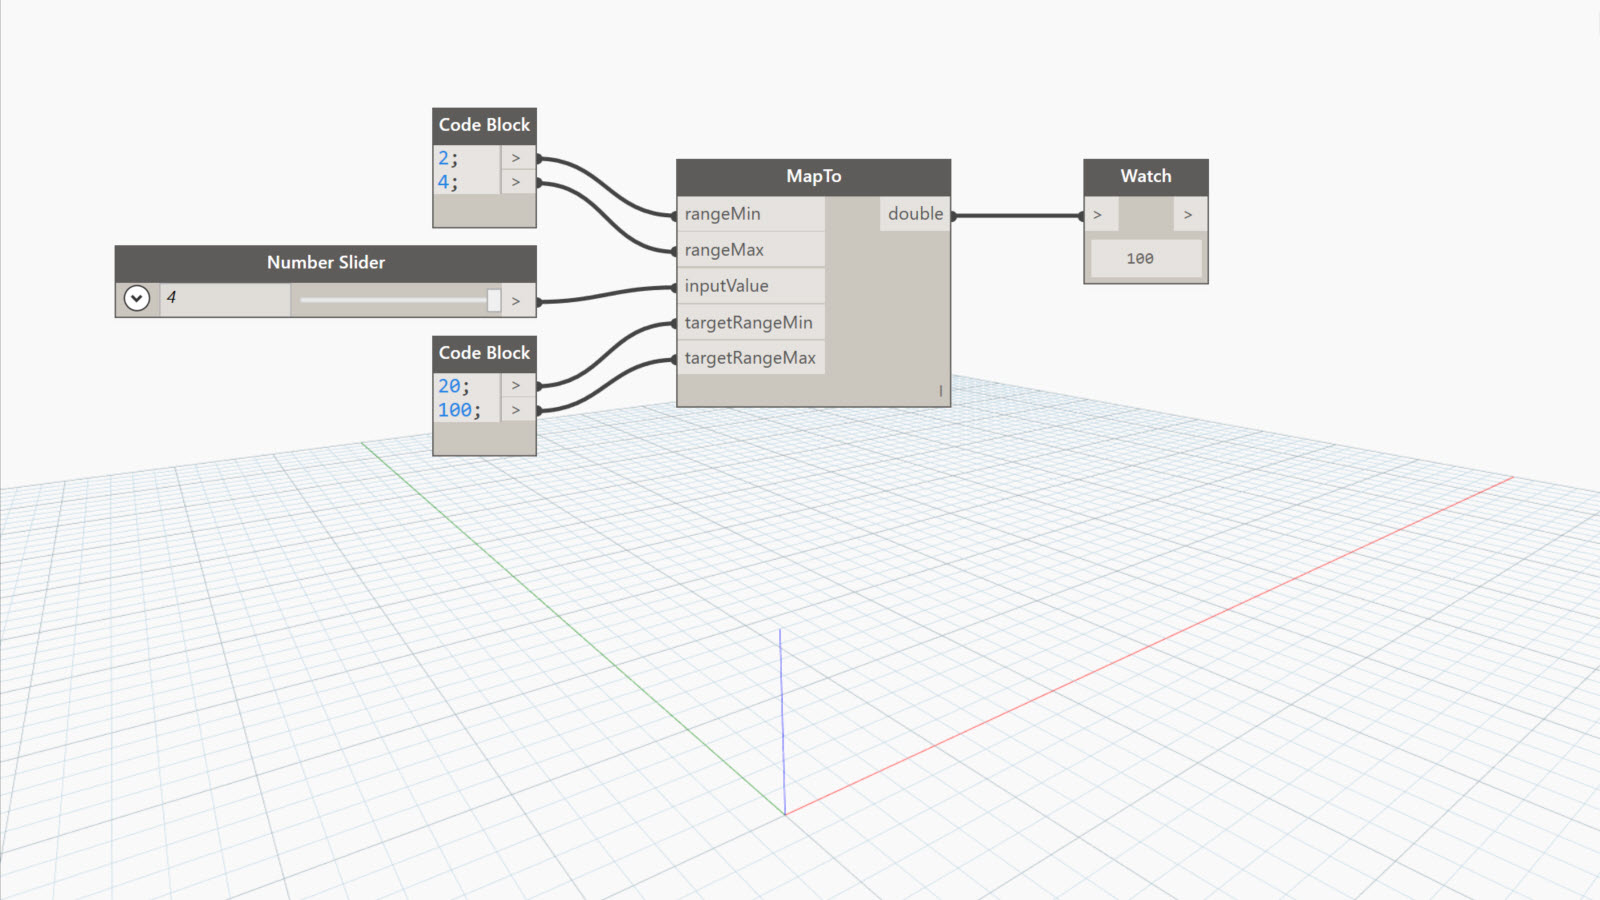 Code Block
2; >
4; >
Number Slider
4 >
Code Block
20; >
100; >
MapTo
rangeMin double
rangeMax
inputValue
targetRangeMin
targetRangeMax
l
Watch
> >
100